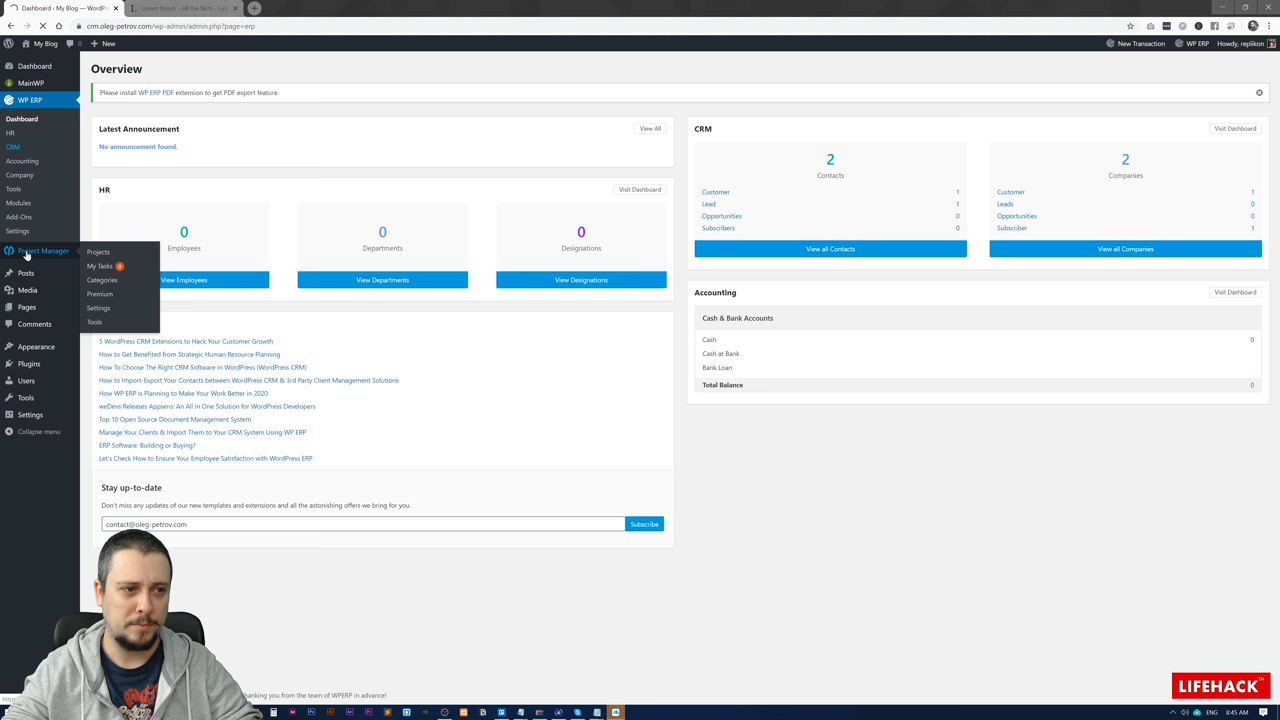 Dashboard ‹ My Blog — WordPr
Lorem Ipsum - All the facts - Lip
crm.oleg-petrov.com/wp-admin/admin.php?page=erp
My Blog 0 New
New Transaction WP ERP Howdy, replikon
Dashboard
MainWP
WP ERP
Dashboard
HR
CRM
Accounting
Company
Tools
Modules
Add-Ons
Settings
Project Manager
Projects
My Tasks 0
Categories
Premium
Settings
Tools
Posts
Media
Pages
Comments
Appearance
Plugins
Users
Tools
Settings
Collapse menu
Overview
Please install WP ERP PDF extension to get PDF export feature.
Latest Announcement
View All
No announcement found.
HR
Visit Dashboard
0
Employees
View Employees
0
Departments
View Departments
0
Designations
View Designations
5 WordPress CRM Extensions to Hack Your Customer Growth
How to Get Benefited from Strategic Human Resource Planning
How To Choose The Right CRM Software in WordPress (WordPress CRM)
How to Import-Export Your Contacts between WordPress CRM & 3rd Party Client Management Solutions
How WP ERP is Planning to Make Your Work Better in 2020
weDevs Releases Appsero: An All in One Solution for WordPress Developers
Top 10 Open Source Document Management System
Manage Your Clients & Import Them to Your CRM System Using WP ERP
ERP Software: Building or Buying?
Let's Check How to Ensure Your Employee Satisfaction with WordPress ERP
Stay up-to-date
Don't miss any updates of our new templates and extensions and all the astonishing offers we bring for you.
contact@oleg-petrov.com
Subscribe
CRM
Visit Dashboard
2
Contacts
Customer 1
Lead 1
Opportunities 0
Subscribers 0
View all Contacts
2
Companies
Customer 1
Leads 0
Opportunities 0
Subscriber 1
View all Companies
Accounting
Visit Dashboard
Cash & Bank Accounts
Cash 0
Cash at Bank
Bank Loan
Total Balance 0
hanking you from the team of WPERP in advance!
LIFEHACK™
ENG 8:45 AM